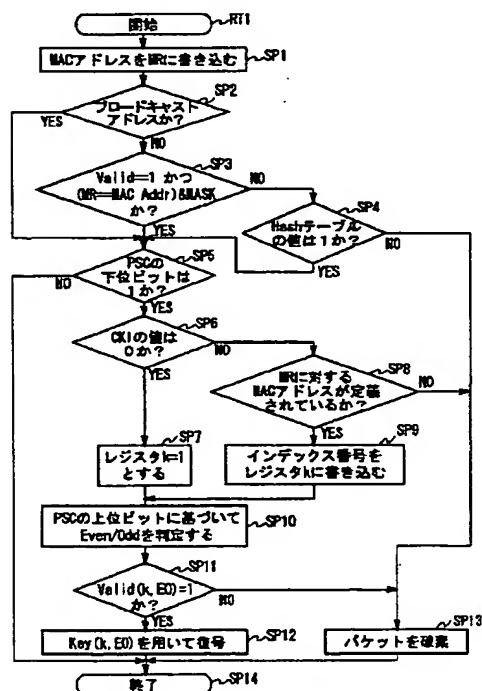 開始
RT1
MACアドレスをMRに書き込む
SP1
SP2
ブロードキャスト
アドレスか?
YES
NO
SP3
Valid==1 かつ
(MR==MAC Addr)&MASK
か?
NO
YES
SP4
Hashテーブル
の値は1か?
NO
YES
SP5
PSCの
下位ビットは
1か?
NO
YES
SP6
CKIの値は
0か?
NO
YES
SP8
MRに対する
MACアドレスが定義
されているか?
NO
YES
SP7
レジスタk=1
とする
SP9
インデックス番号を
レジスタkに書き込む
PSCの上位ビットに基づいて
Even/Oddを判定する
SP10
SP11
Valid(k,EO)=1
か?
NO
YES
Key(k,EO)を用いて復号
SP12
SP13
パケットを破棄
終了
SP14